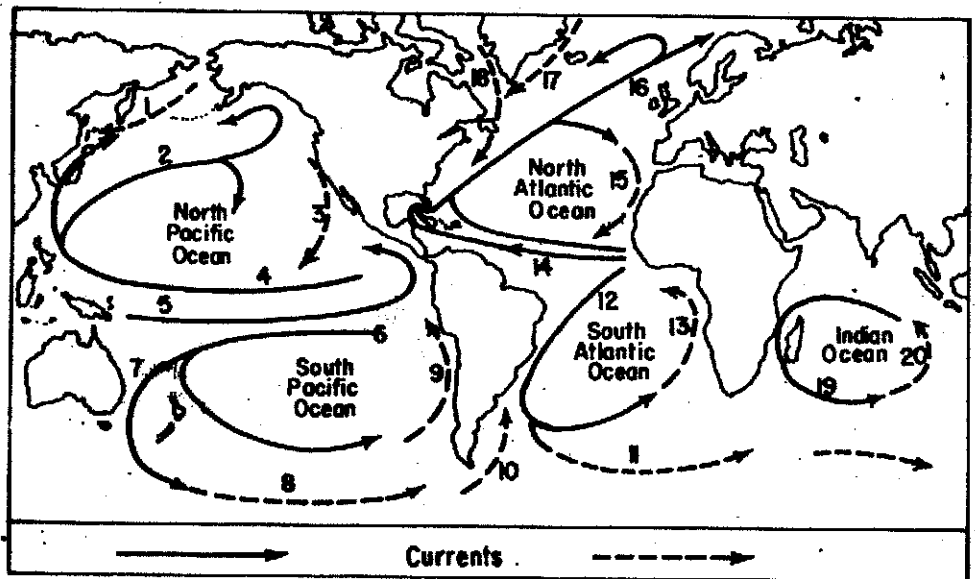 1
2
North
Pacific
Ocean
3
4
5
6
7
South
Pacific
Ocean
8
9
10
11
12
South
Atlantic
Ocean
13
14
North
Atlantic
Ocean
15
16
17
18
Indian
Ocean
19
20
Currents